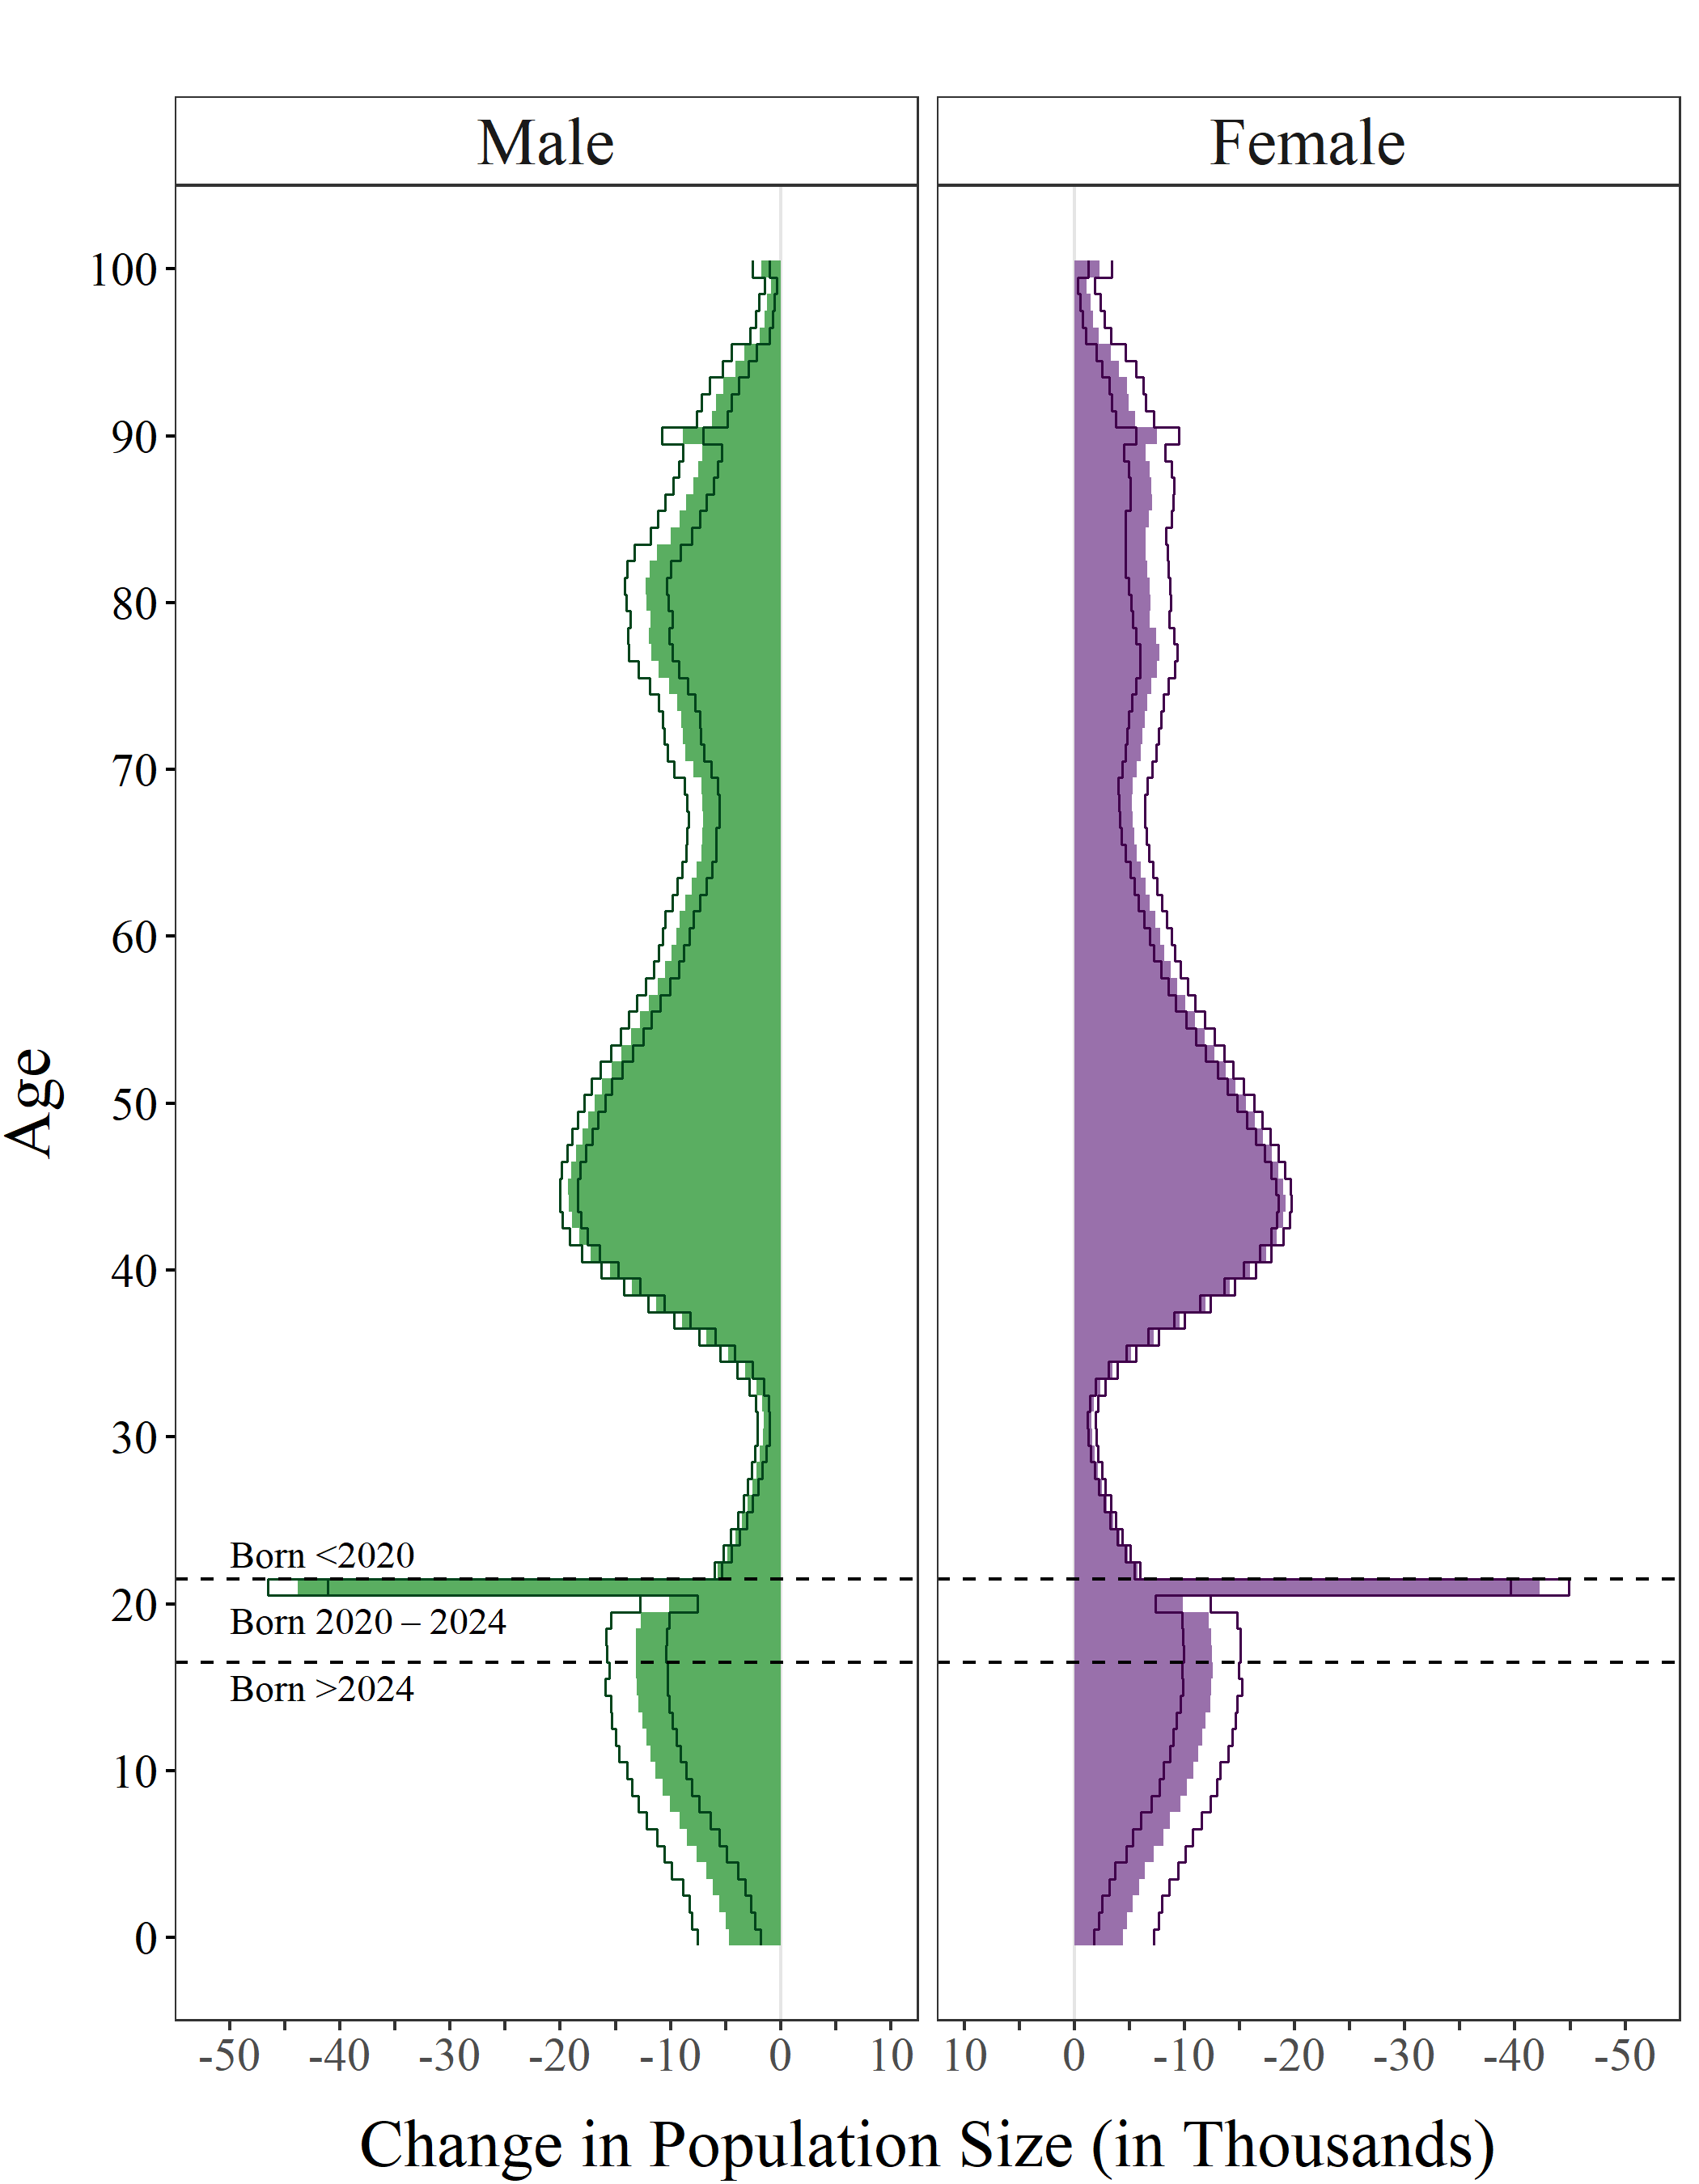 Male
Female
100
90
80
70
60
50
40
30
20
10
0
Age
Born <2020
Born 2020 – 2024
Born >2024
-50 -40 -30 -20 -10 0 10
10 0 -10 -20 -30 -40 -50
Change in Population Size (in Thousands)